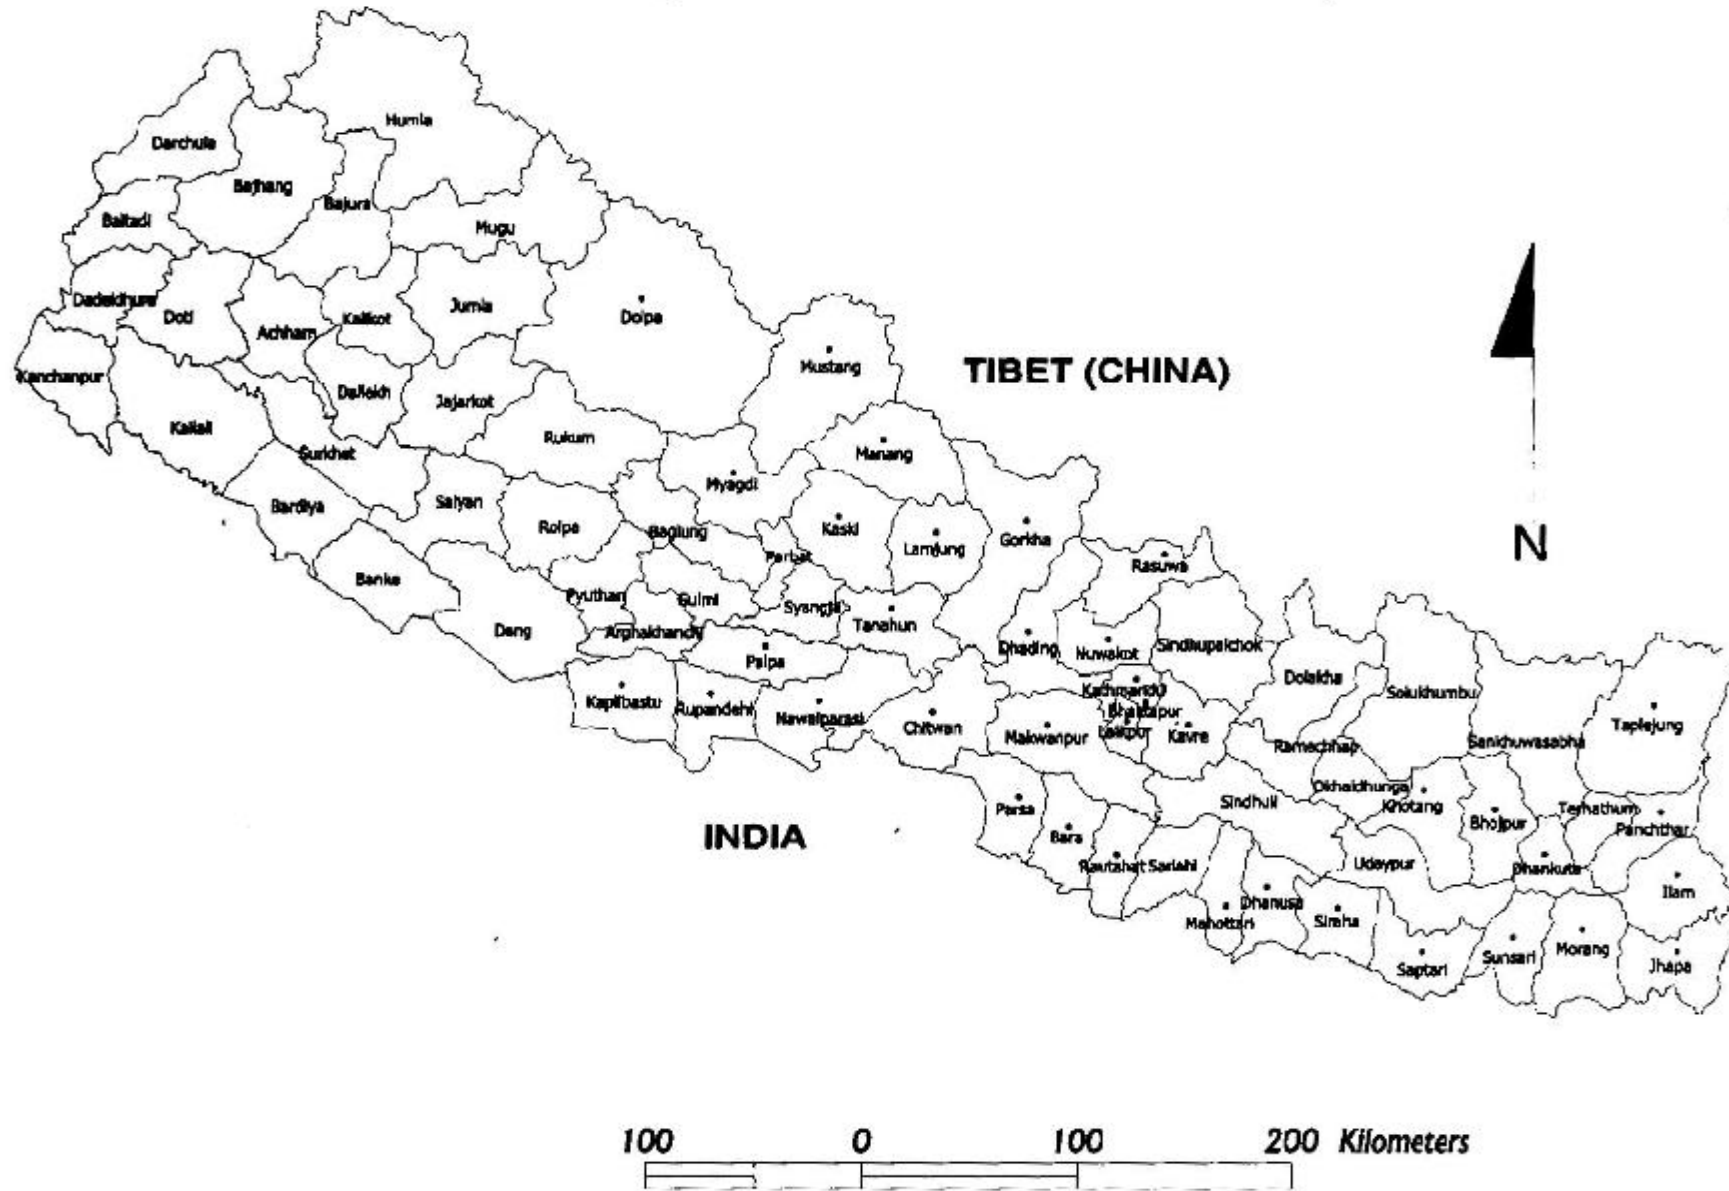 Humla
Darchula
Bajhang
Bajura
Baitadi
Mugu
Dadeldhura
Doti
Achham
Kalikot
Jumla
Dolpa
Mustang
TIBET (CHINA)
Kanchanpur
Kailali
Dailekh
Jajarkot
Rukum
Surkhet
Manang
Myagdi
Bardiya
Salyan
Rolpa
Baglung
Parbat
Kaski
Lamjung
Gorkha
Rasuwa
N
Banke
Pyuthan
Gulmi
Syangja
Tanahun
Dang
Arghakhanchi
Palpa
Dhading
Nuwakot
Sindhupalchok
Dolakha
Solukhumbu
Kapilbastu
Rupandehi
Nawalparasi
Chitwan
Makwanpur
Kathmandu
Bhaktapur
Lalitpur
Kavre
Ramechhap
Sankhuwasabha
Taplejung
Okhaldhunga
Khotang
Bhojpur
Terhathum
Panchthar
Parsa
Bara
Sindhuli
INDIA
Rautahat
Sarlahi
Udaypur
Dhankuta
Ilam
Mahottari
Dhanusa
Siraha
Saptari
Sunsari
Morang
Jhapa
100 0 100 200 Kilometers